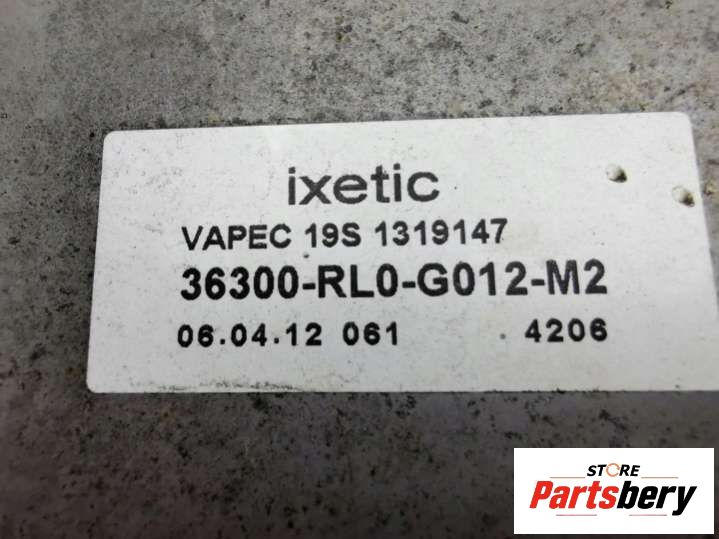 ixetic
VAPEC 19S 1319147
36300-RL0-G012-M2
06.04.12 061 4206
STORE
Partsbery